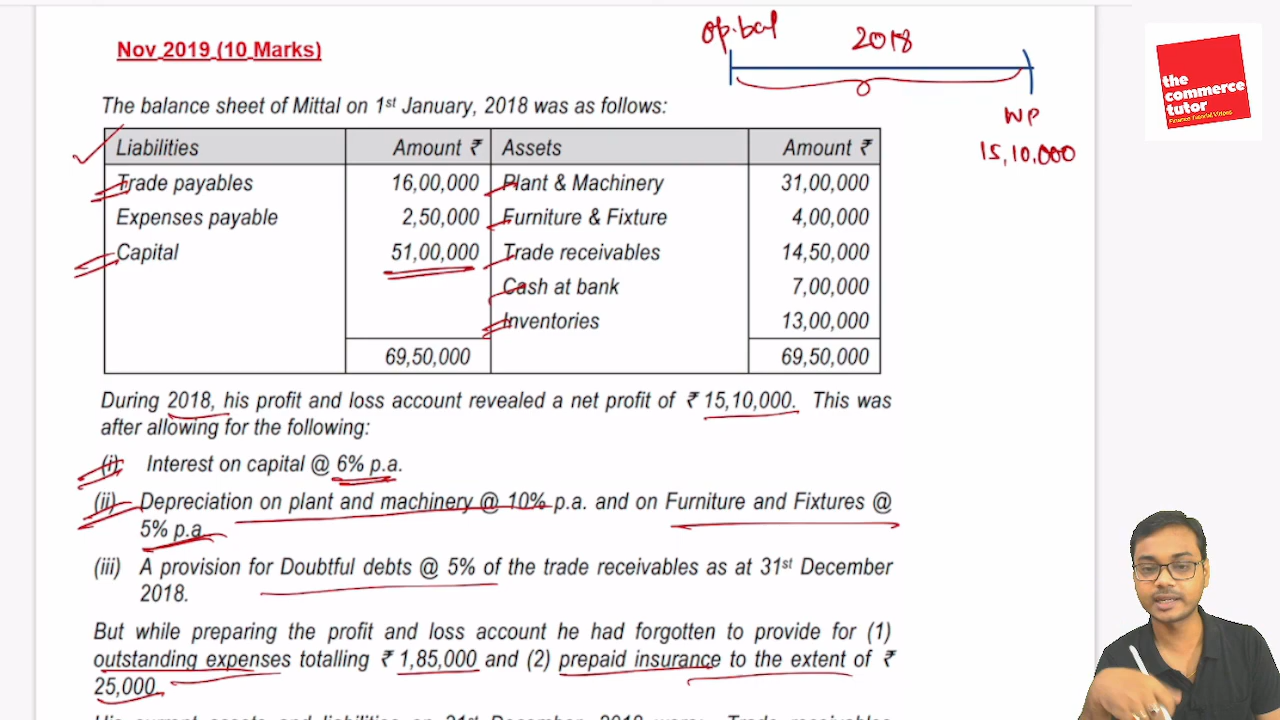 Nov 2019 (10 Marks)
op.bal
2018
WP
15,10,000
the
commerce
tutor
The balance sheet of Mittal on 1st January, 2018 was as follows:
Liabilities Amount ₹ Assets Amount ₹
Trade payables 16,00,000 Plant & Machinery 31,00,000
Expenses payable 2,50,000 Furniture & Fixture 4,00,000
Capital 51,00,000 Trade receivables 14,50,000
Cash at bank 7,00,000
Inventories 13,00,000
69,50,000 69,50,000
During 2018, his profit and loss account revealed a net profit of ₹ 15,10,000. This was
after allowing for the following:
(i) Interest on capital @ 6% p.a.
(ii) Depreciation on plant and machinery @ 10% p.a. and on Furniture and Fixtures @
5% p.a.
(iii) A provision for Doubtful debts @ 5% of the trade receivables as at 31st December
2018.
But while preparing the profit and loss account he had forgotten to provide for (1)
outstanding expenses totalling ₹ 1,85,000 and (2) prepaid insurance to the extent of ₹
25,000.